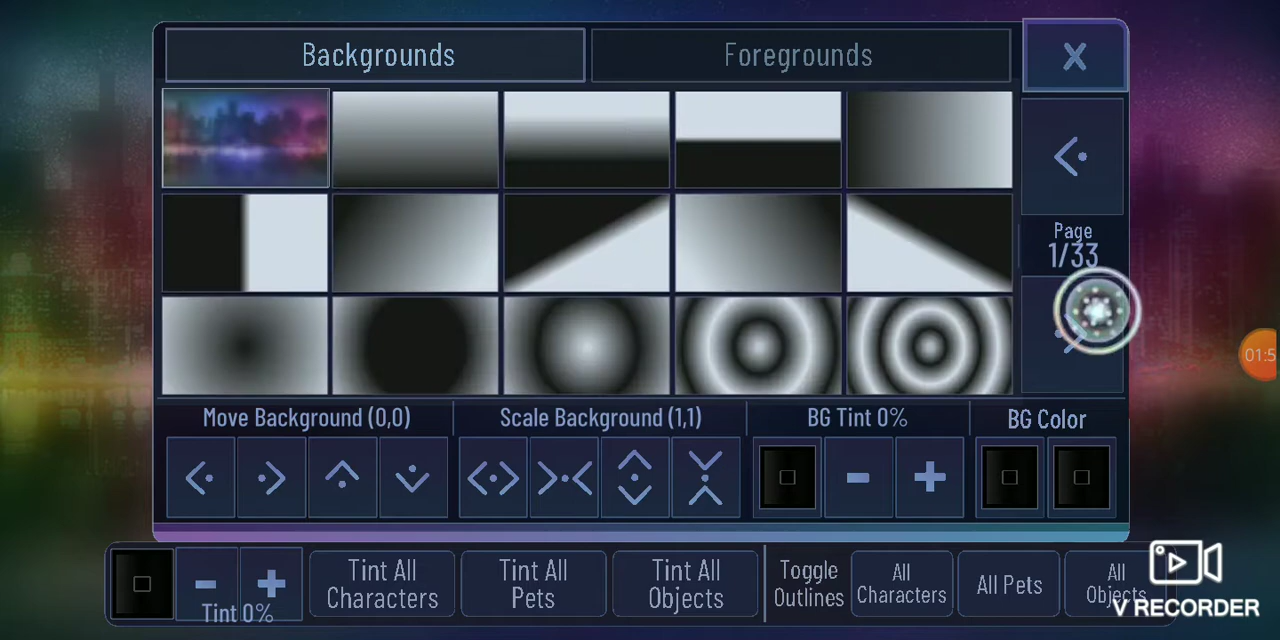 Backgrounds
Foregrounds
X
Page
1/33
Move Background (0,0)
Scale Background (1,1)
BG Tint 0%
BG Color
Tint 0%
Tint All
Characters
Tint All
Pets
Tint All
Objects
Toggle
Outlines
All
Characters
All Pets
All
Objects
01:5
V RECORDER